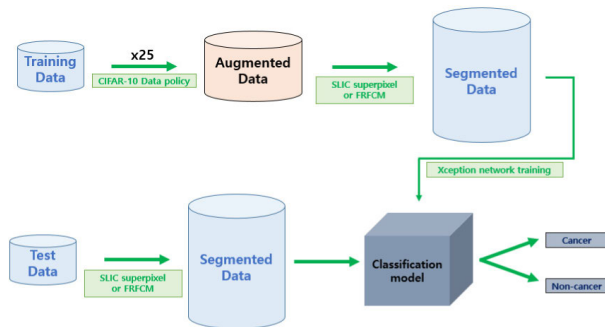 Training
Data
x25
CIFAR-10 Data policy
Augmented
Data
SLIC superpixel
or FRFCM
Segmented
Data
Xception network training
Test
Data
SLIC superpixel
or FRFCM
Segmented
Data
Classification
model
Cancer
Non-cancer